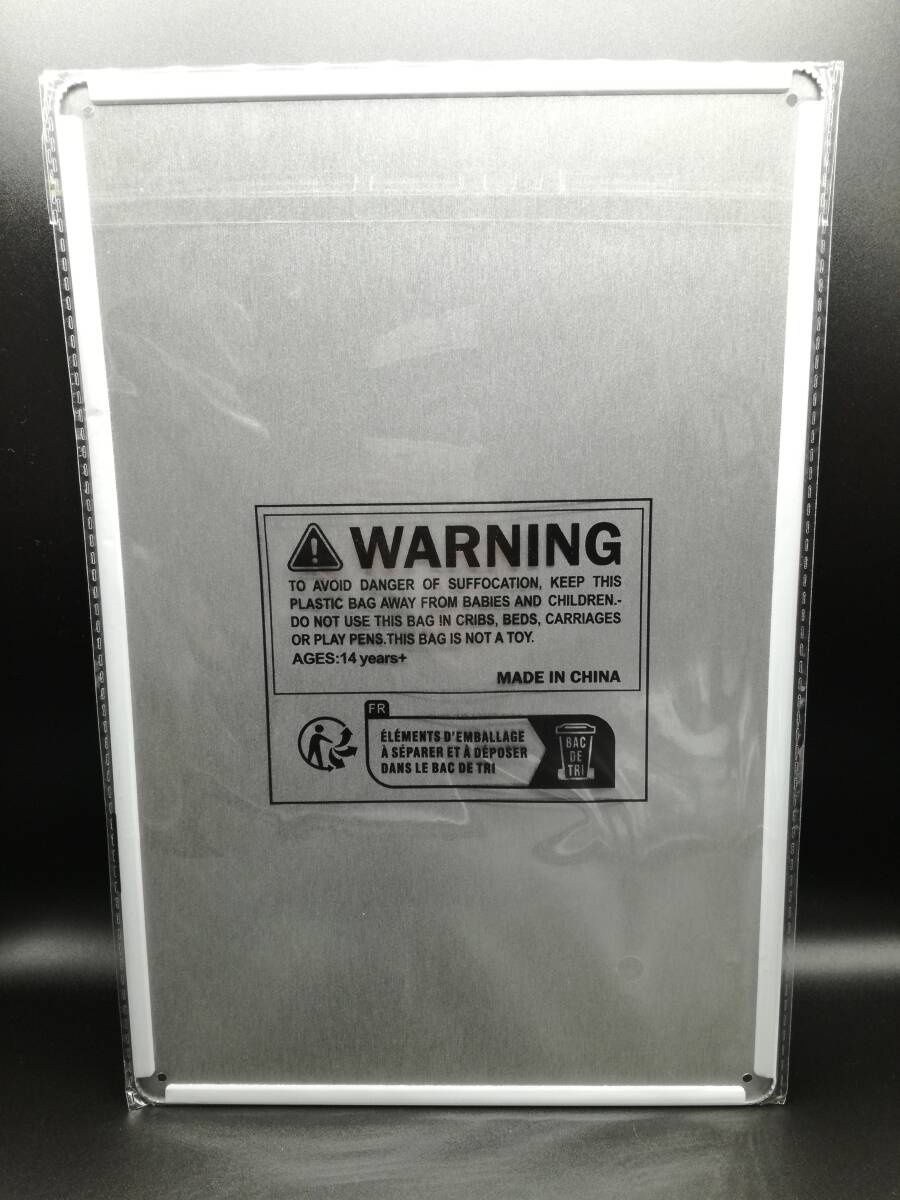 WARNING
TO AVOID DANGER OF SUFFOCATION, KEEP THIS
PLASTIC BAG AWAY FROM BABIES AND CHILDREN.-
DO NOT USE THIS BAG IN CRIBS, BEDS, CARRIAGES
OR PLAY PENS.THIS BAG IS NOT A TOY.
AGES:14 years+
MADE IN CHINA
FR
ÉLÉMENTS D'EMBALLAGE
À SÉPARER ET À DÉPOSER
DANS LE BAC DE TRI
BAC
DE
TRI